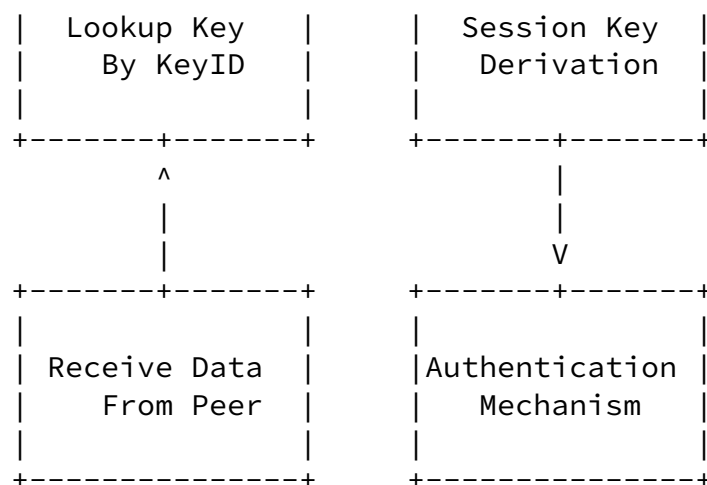 |   Lookup Key   |     |   Session Key  |
|     By KeyID   |     |    Derivation  |
|                |     |                |
+-------+-------+     +-------+-------+
        ^                     |
        |                     |
        |                     V
+-------+-------+     +-------+-------+
|                |     |                |
|  Receive Data  |     |Authentication |
|     From Peer  |     |    Mechanism   |
|                |     |                |
+---------------+     +---------------+